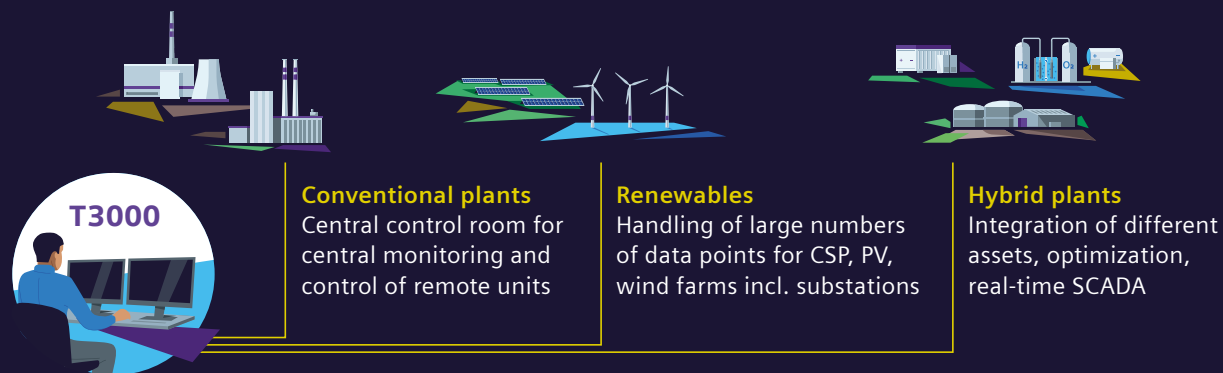 H₂
O₂
T3000
Conventional plants
Central control room for
central monitoring and
control of remote units
Renewables
Handling of large numbers
of data points for CSP, PV,
wind farms incl. substations
Hybrid plants
Integration of different
assets, optimization,
real-time SCADA